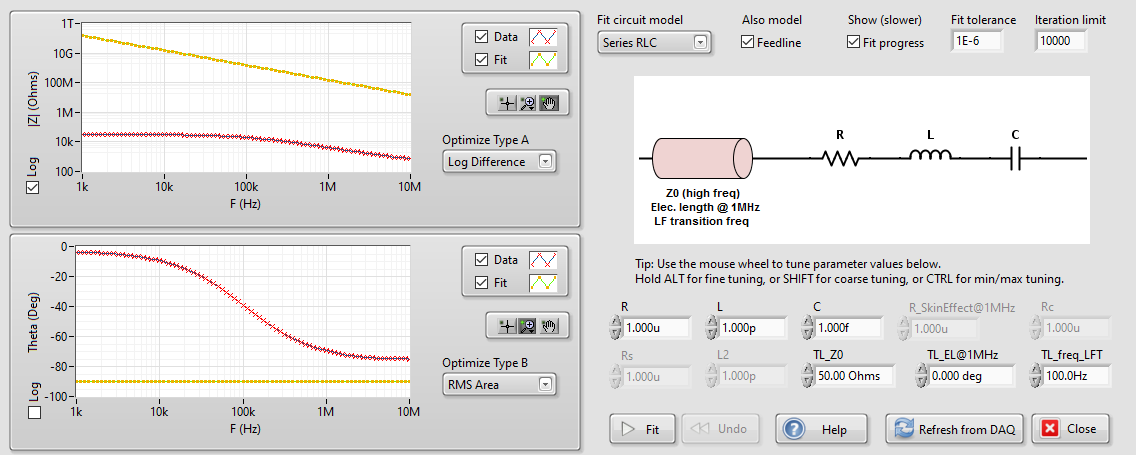 1T
10G
100M
1M
10k
100
|Z| (Ohms)
Log
1k 10k 100k 1M 10M
F (Hz)
Data
Fit
Optimize Type A
Log Difference
0
-20
-40
-60
-80
-100
Theta (Deg)
Log
1k 10k 100k 1M 10M
F (Hz)
Data
Fit
Optimize Type B
RMS Area
Fit circuit model Also model Show (slower) Fit tolerance Iteration limit
Series RLC Feedline Fit progress 1E-6 10000
R L C
Z0 (high freq)
Elec. length @ 1MHz
LF transition freq
Tip: Use the mouse wheel to tune parameter values below.
Hold ALT for fine tuning, or SHIFT for coarse tuning, or CTRL for min/max tuning.
R L C R_SkinEffect@1MHz Rc
1.000u 1.000p 1.000f 1.000u 1.000u
Rs L2 TL_Z0 TL_EL@1MHz TL_freq_LFT
1.000u 1.000p 50.00 Ohms 0.000 deg 100.0Hz
Fit Undo Help Refresh from DAQ Close